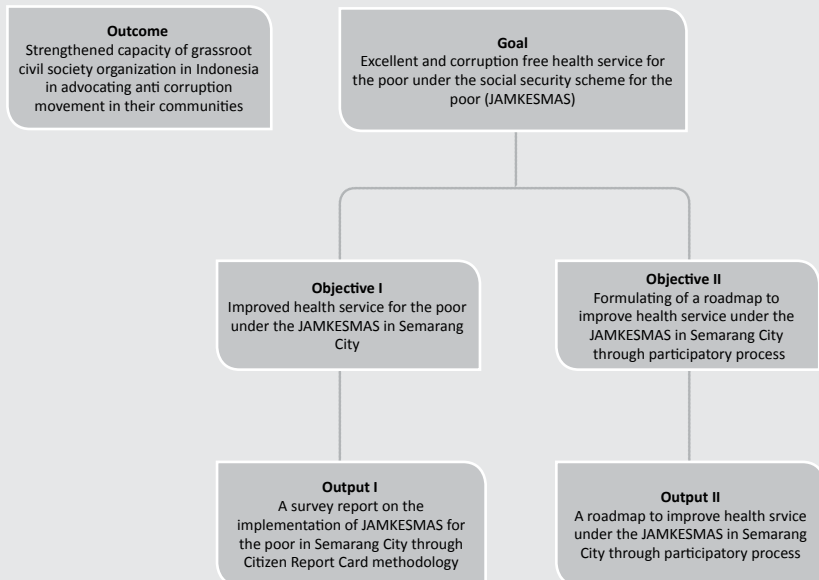 Outcome
Strengthened capacity of grassroot
civil society organization in Indonesia
in advocating anti corruption
movement in their communities
Goal
Excellent and corruption free health service for
the poor under the social security scheme for the
poor (JAMKESMAS)
Objective I
Improved health service for the poor
under the JAMKESMAS in Semarang
City
Objective II
Formulating of a roadmap to
improve health service under the
JAMKESMAS in Semarang City
through participatory process
Output I
A survey report on the
implementation of JAMKESMAS for
the poor in Semarang City through
Citizen Report Card methodology
Output II
A roadmap to improve health srvice
under the JAMKESMAS in Semarang
City through participatory process